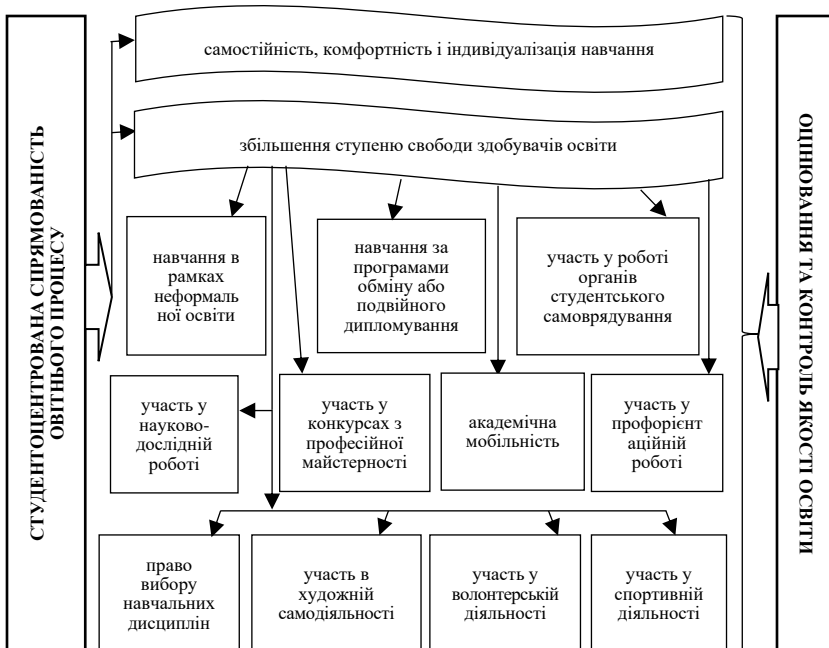 самостійність, комфортність і індивідуалізація навчання
збільшення ступеню свободи здобувачів освіти
СТУДЕНТОЦЕНТРОВАНА СПРЯМОВАНІСТЬ
ОВІТНЬОГО ПРОЦЕСУ
навчання в
рамках
неформаль
ної освіти
навчання за
програмами
обміну або
подвійного
дипломування
участь у роботі
органів
студентського
самоврядування
участь у
науково-
дослідній
роботі
участь у
конкурсах з
професійної
майстерності
академічна
мобільність
участь у
профорієнт
аційній
роботі
право
вибору
навчальних
дисциплін
участь в
художній
самодіяльності
участь у
волонтерській
діяльності
участь у
спортивній
діяльності
ОЦІНЮВАННЯ ТА КОНТРОЛЬ ЯКОСТІ ОСВІТИ